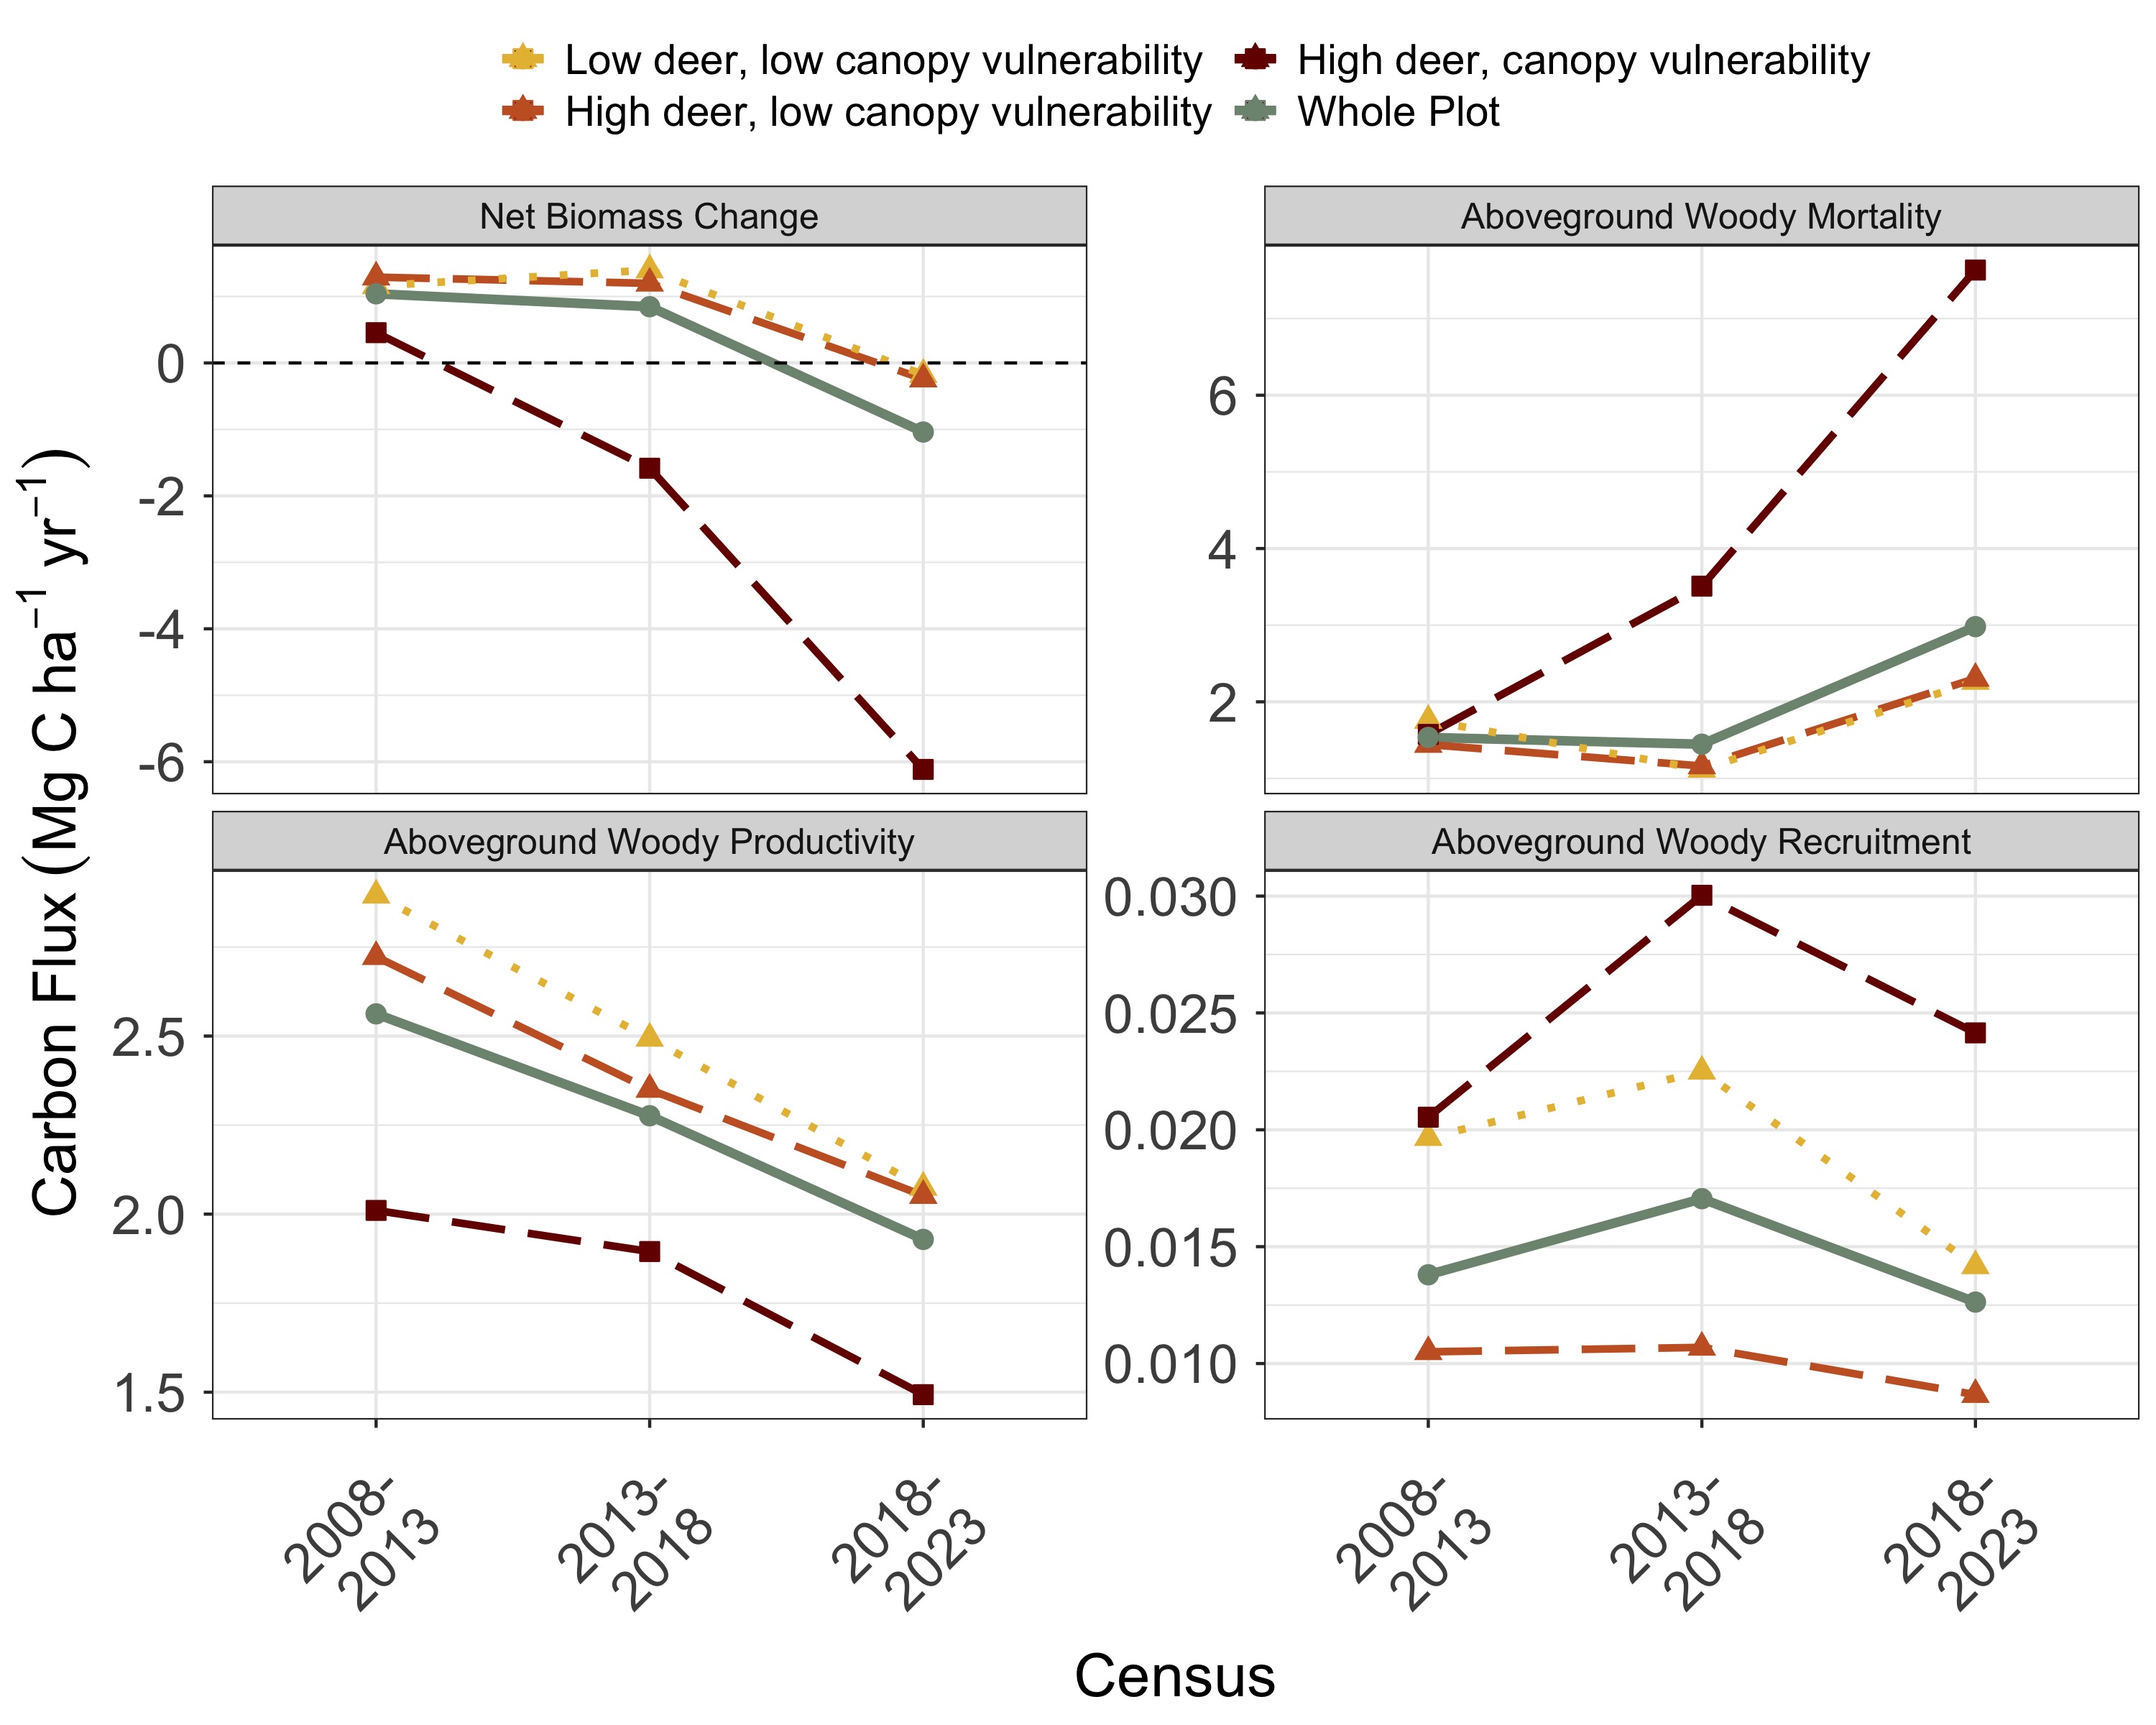 Low deer, low canopy vulnerability
High deer, canopy vulnerability
High deer, low canopy vulnerability
Whole Plot
Net Biomass Change
Aboveground Woody Mortality
0
-2
-4
-6
6
4
2
Carbon Flux (Mg C ha⁻¹ yr⁻¹)
Aboveground Woody Productivity
Aboveground Woody Recruitment
2.5
2.0
1.5
0.030
0.025
0.020
0.015
0.010
2008-
2013
2013-
2018
2018-
2023
2008-
2013
2013-
2018
2018-
2023
Census